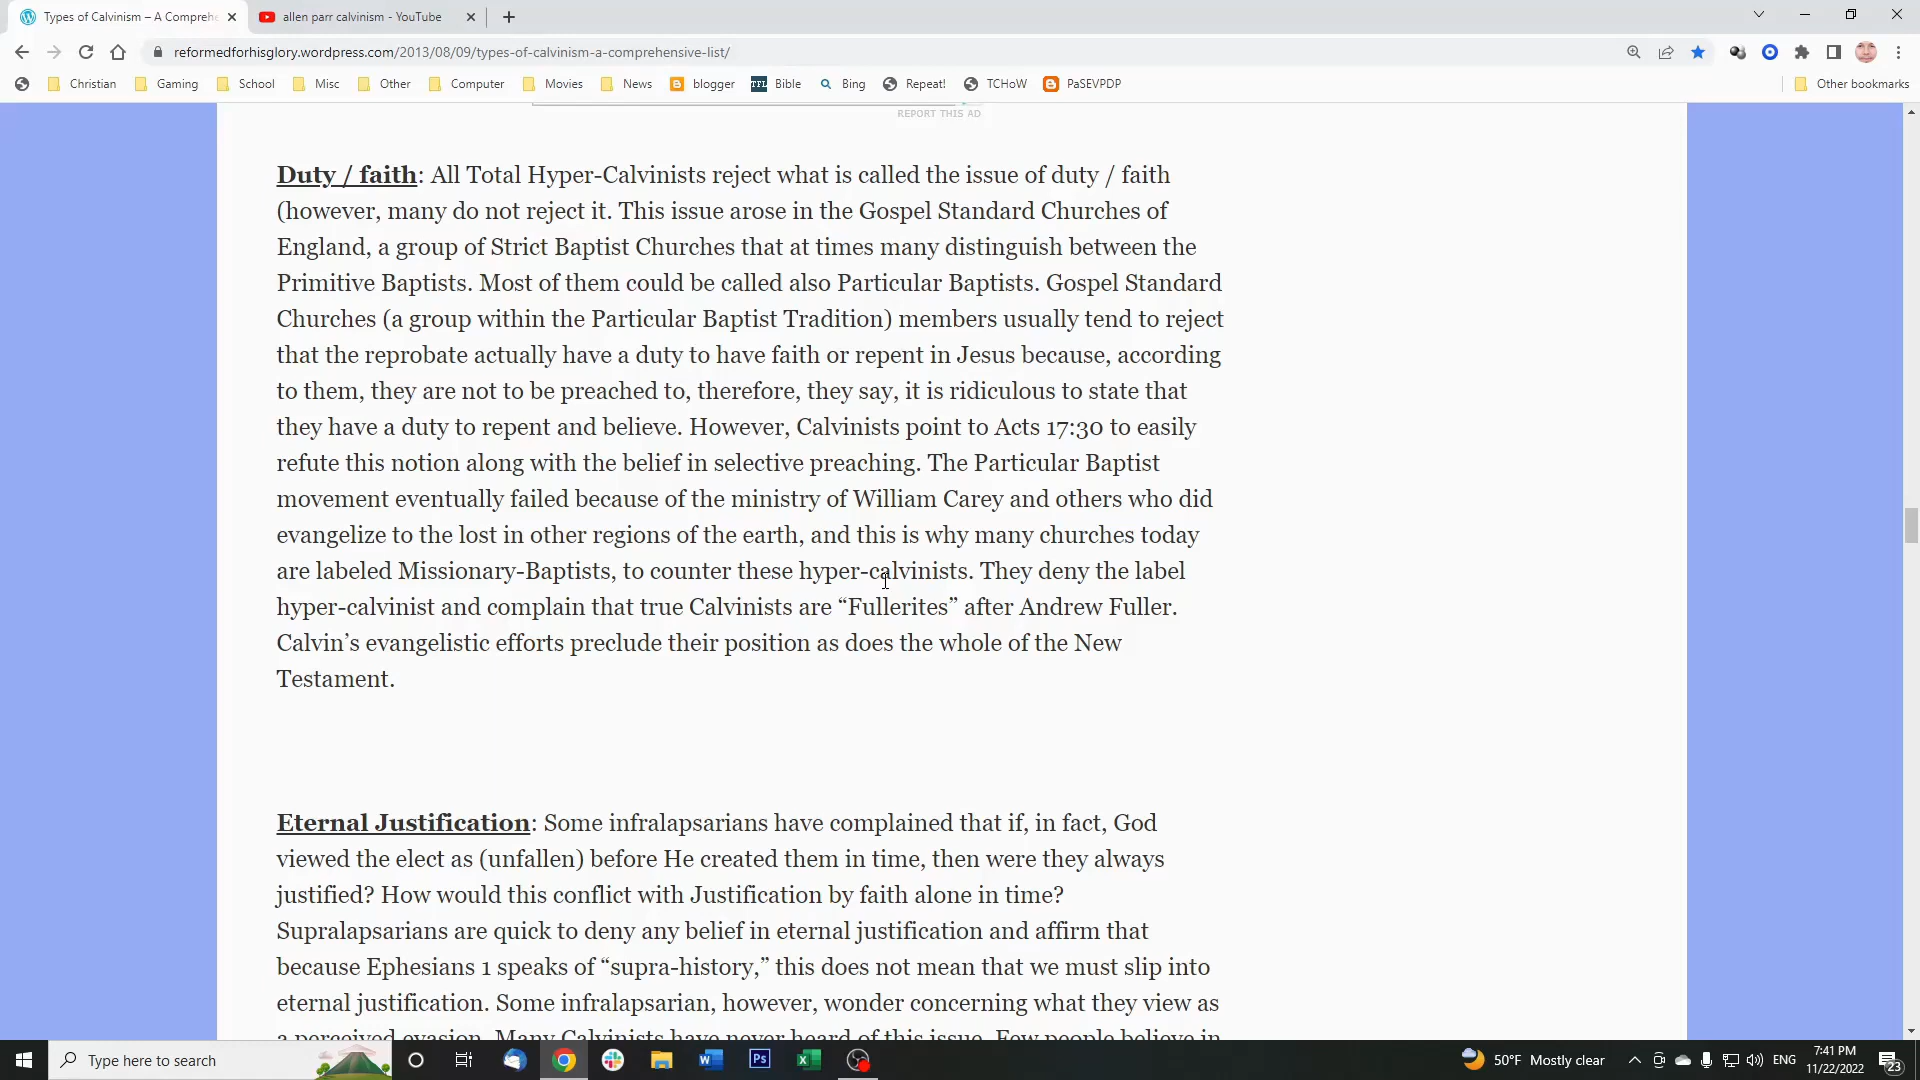 Types of Calvinism – A Comprehe
allen parr calvinism - YouTube
reformedforhisglory.wordpress.com/2013/08/09/types-of-calvinism-a-comprehensive-list/
Christian Gaming School Misc Other Computer Movies News blogger TFL Bible Bing Repeat! TCHoW PaSEVPDP Other bookmarks
REPORT THIS AD
Duty / faith: All Total Hyper-Calvinists reject what is called the issue of duty / faith
(however, many do not reject it. This issue arose in the Gospel Standard Churches of
England, a group of Strict Baptist Churches that at times many distinguish between the
Primitive Baptists. Most of them could be called also Particular Baptists. Gospel Standard
Churches (a group within the Particular Baptist Tradition) members usually tend to reject
that the reprobate actually have a duty to have faith or repent in Jesus because, according
to them, they are not to be preached to, therefore, they say, it is ridiculous to state that
they have a duty to repent and believe. However, Calvinists point to Acts 17:30 to easily
refute this notion along with the belief in selective preaching. The Particular Baptist
movement eventually failed because of the ministry of William Carey and others who did
evangelize to the lost in other regions of the earth, and this is why many churches today
are labeled Missionary-Baptists, to counter these hyper-calvinists. They deny the label
hyper-calvinist and complain that true Calvinists are “Fullerites” after Andrew Fuller.
Calvin’s evangelistic efforts preclude their position as does the whole of the New
Testament.
Eternal Justification: Some infralapsarians have complained that if, in fact, God
viewed the elect as (unfallen) before He created them in time, then were they always
justified? How would this conflict with Justification by faith alone in time?
Supralapsarians are quick to deny any belief in eternal justification and affirm that
because Ephesians 1 speaks of “supra-history,” this does not mean that we must slip into
eternal justification. Some infralapsarian, however, wonder concerning what they view as
a perceived evasion. Many Calvinists have never heard of this issue. Few people believe in
Type here to search
50°F Mostly clear
ENG
7:41 PM
11/22/2022
23